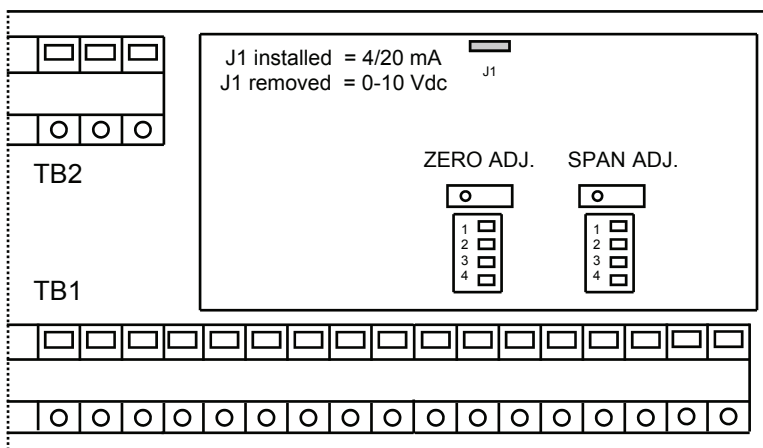 J1 installed = 4/20 mA
J1 removed = 0-10 Vdc
J1
TB2
ZERO ADJ. SPAN ADJ.
1 1
2 2
3 3
4 4
TB1